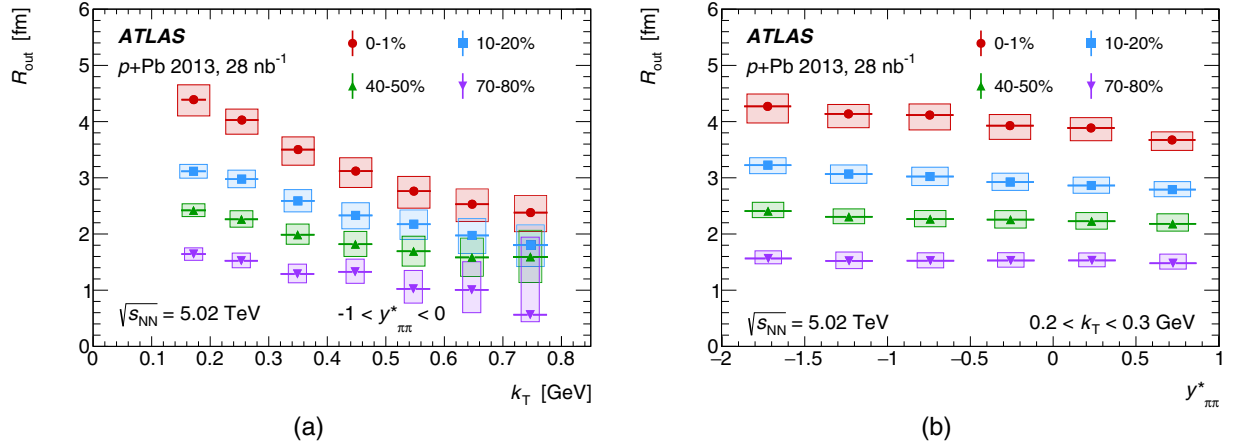 R_out [fm]
6
5
4
3
2
1
0
ATLAS
p+Pb 2013, 28 nb⁻¹
0-1%
10-20%
40-50%
70-80%
√s_NN = 5.02 TeV
-1 < y*_ππ < 0
0 0.1 0.2 0.3 0.4 0.5 0.6 0.7 0.8
k_T [GeV]
(a)
R_out [fm]
6
5
4
3
2
1
0
ATLAS
p+Pb 2013, 28 nb⁻¹
0-1%
10-20%
40-50%
70-80%
√s_NN = 5.02 TeV
0.2 < k_T < 0.3 GeV
−2 −1.5 −1 −0.5 0 0.5 1
y*_ππ
(b)